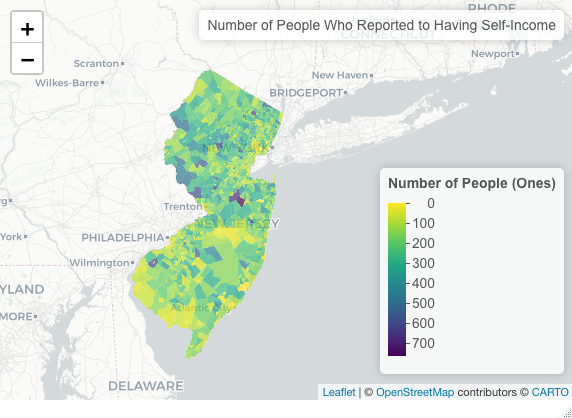 +
Number of People Who Reported to Having Self-Income
RHODE
CONNECTICUT
−
Scranton
Newport
New Haven
Wilkes-Barre
BRIDGEPORT
NEW YORK
Number of People (Ones)
0
100
200
300
400
500
600
700
Trenton
NEW JERSEY
PHILADELPHIA
York
Wilmington
YLAND
MORE
Atlantic City
DELAWARE
Leaflet | © OpenStreetMap contributors © CARTO